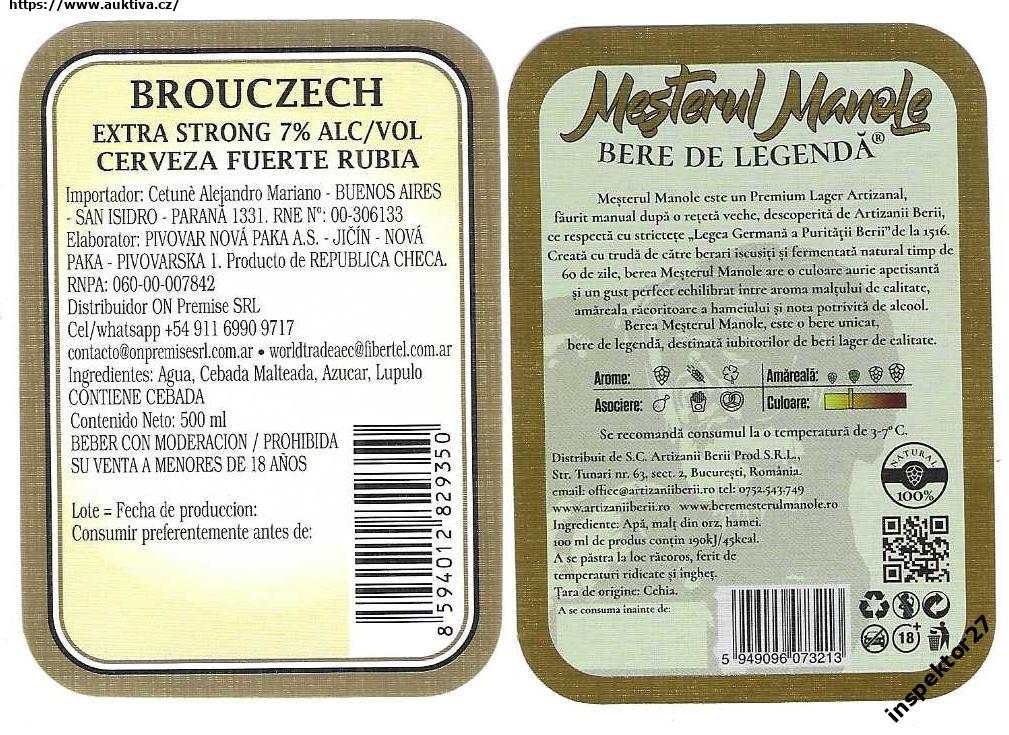 https://www.auktiva.cz/
BROUCZECH
EXTRA STRONG 7% ALC/VOL
CERVEZA FUERTE RUBIA
Importador: Cetunè Alejandro Mariano - BUENOS AIRES
- SAN ISIDRO - PARANÃ 1331. RNE N°: 00-306133
Elaborator: PIVOVAR NOVÁ PAKA A.S. - JIČÍN - NOVÁ
PAKA - PIVOVARSKA 1. Producto de REPUBLICA CHECA.
RNPA: 060-00-007842
Distribuidor ON Premise SRL
Cel/whatsapp +54 911 6990 9717
contacto@onpremisesrl.com.ar • worldtradeaec@fibertel.com.ar
Ingredientes: Agua, Cebada Malteada, Azucar, Lupulo
CONTIENE CEBADA
Contenido Neto: 500 ml
BEBER CON MODERACION / PROHIBIDA
SU VENTA A MENORES DE 18 AÑOS
Lote = Fecha de produccion:
Consumir preferentemente antes de:
8 594012 829350
Meşterul Manole
BERE DE LEGENDĂ®
Meşterul Manole este un Premium Lager Artizanal,
făurit manual după o rețetă veche, descoperită de Artizanii Berii,
ce respectă cu strictețe „Legea Germană a Purității Berii” de la 1516.
Creată cu trudă de către berari iscusiți și fermentată natural timp de
60 de zile, berea Meşterul Manole are o culoare aurie apetisantă
și un gust perfect echilibrat între aroma malțului de calitate,
amăreala răcoritoare a hameiului și nota potrivită de alcool.
Berea Meşterul Manole, este o bere unicat,
bere de legendă, destinată iubitorilor de beri lager de calitate.
Arome: Amăreală:
Asociere: Culoare:
Se recomandă consumul la o temperatură de 3-7°C.
Distribuit de S.C. Artizanii Berii Prod S.R.L.,
Str. Tunari nr. 63, sect. 2, București, România.
email: office@artizaniiberii.ro tel: 0752.543.749
www.artizaniiberii.ro www.beremesterulmanole.ro
Ingrediente: Apă, malț din orz, hamei.
100 ml de produs conțin 190kJ/45kcal.
A se păstra la loc răcoros, ferit de
temperaturi ridicate și îngheț.
Tara de origine: Cehia.
A se consuma înainte de:
NATURAL
100%
18+
5 949096 073213
inspektor27